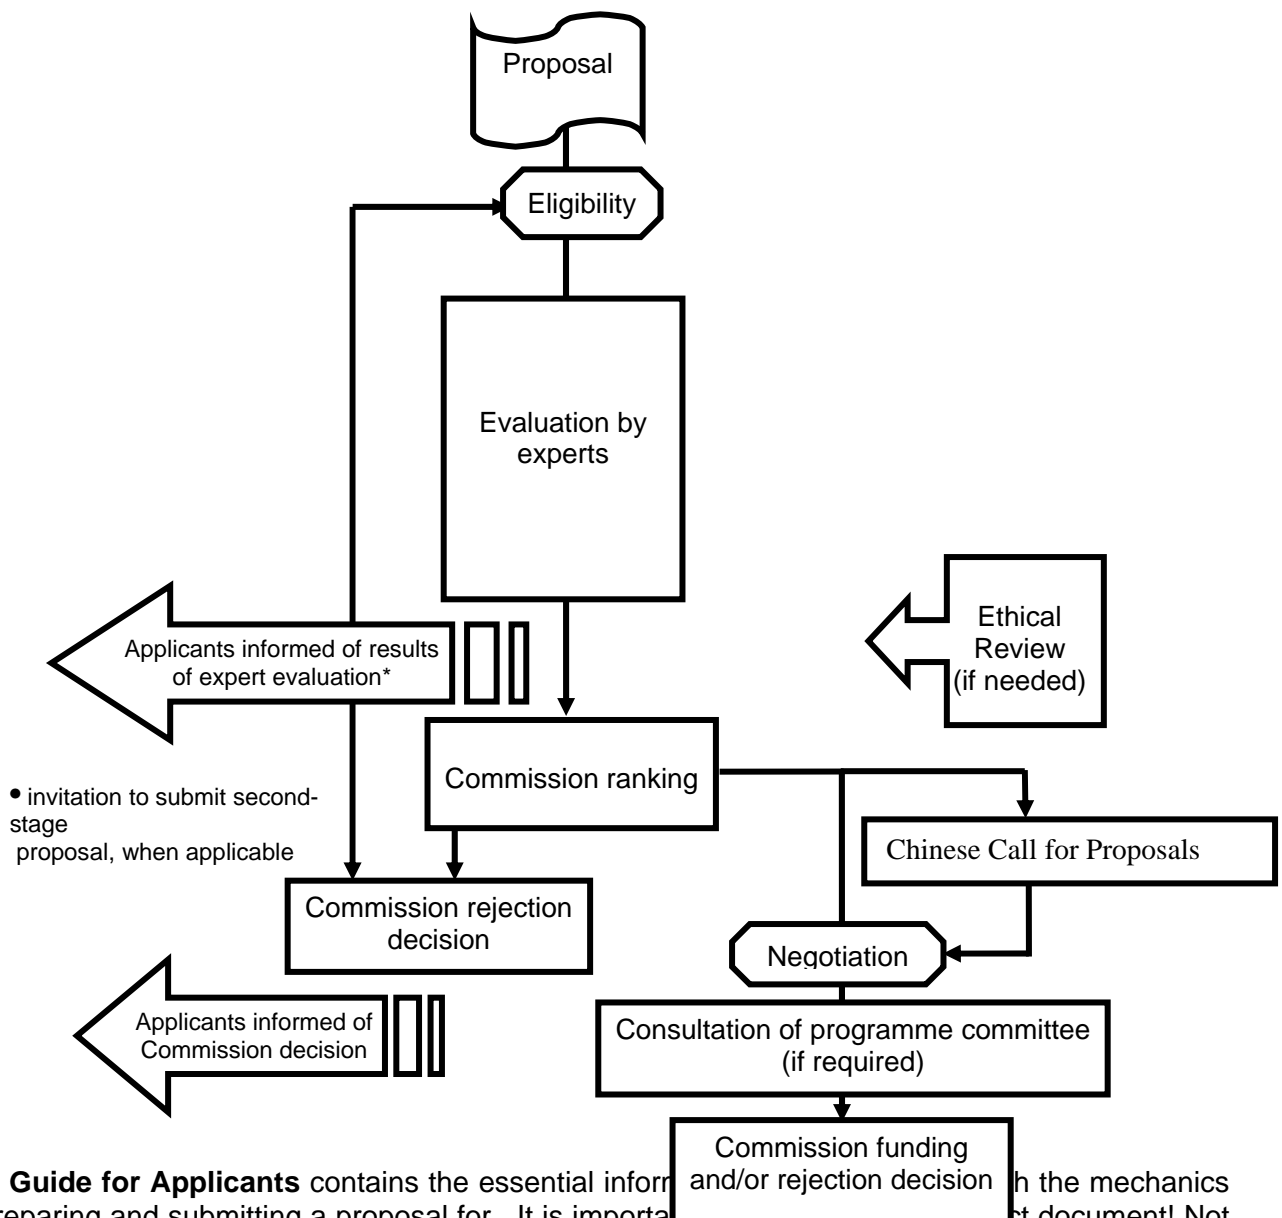 Proposal
Eligibility
Evaluation by
experts
Applicants informed of results
of expert evaluation*
Ethical
Review
(if needed)
Commission ranking
• invitation to submit second-
stage
proposal, when applicable
Chinese Call for Proposals
Commission rejection
decision
Negotiation
Applicants informed of
Commission decision
Consultation of programme committee
(if required)
Commission funding
and/or rejection decision
Guide for Applicants contains the essential the mechanics
and submitting a proposal for. It is document! Not